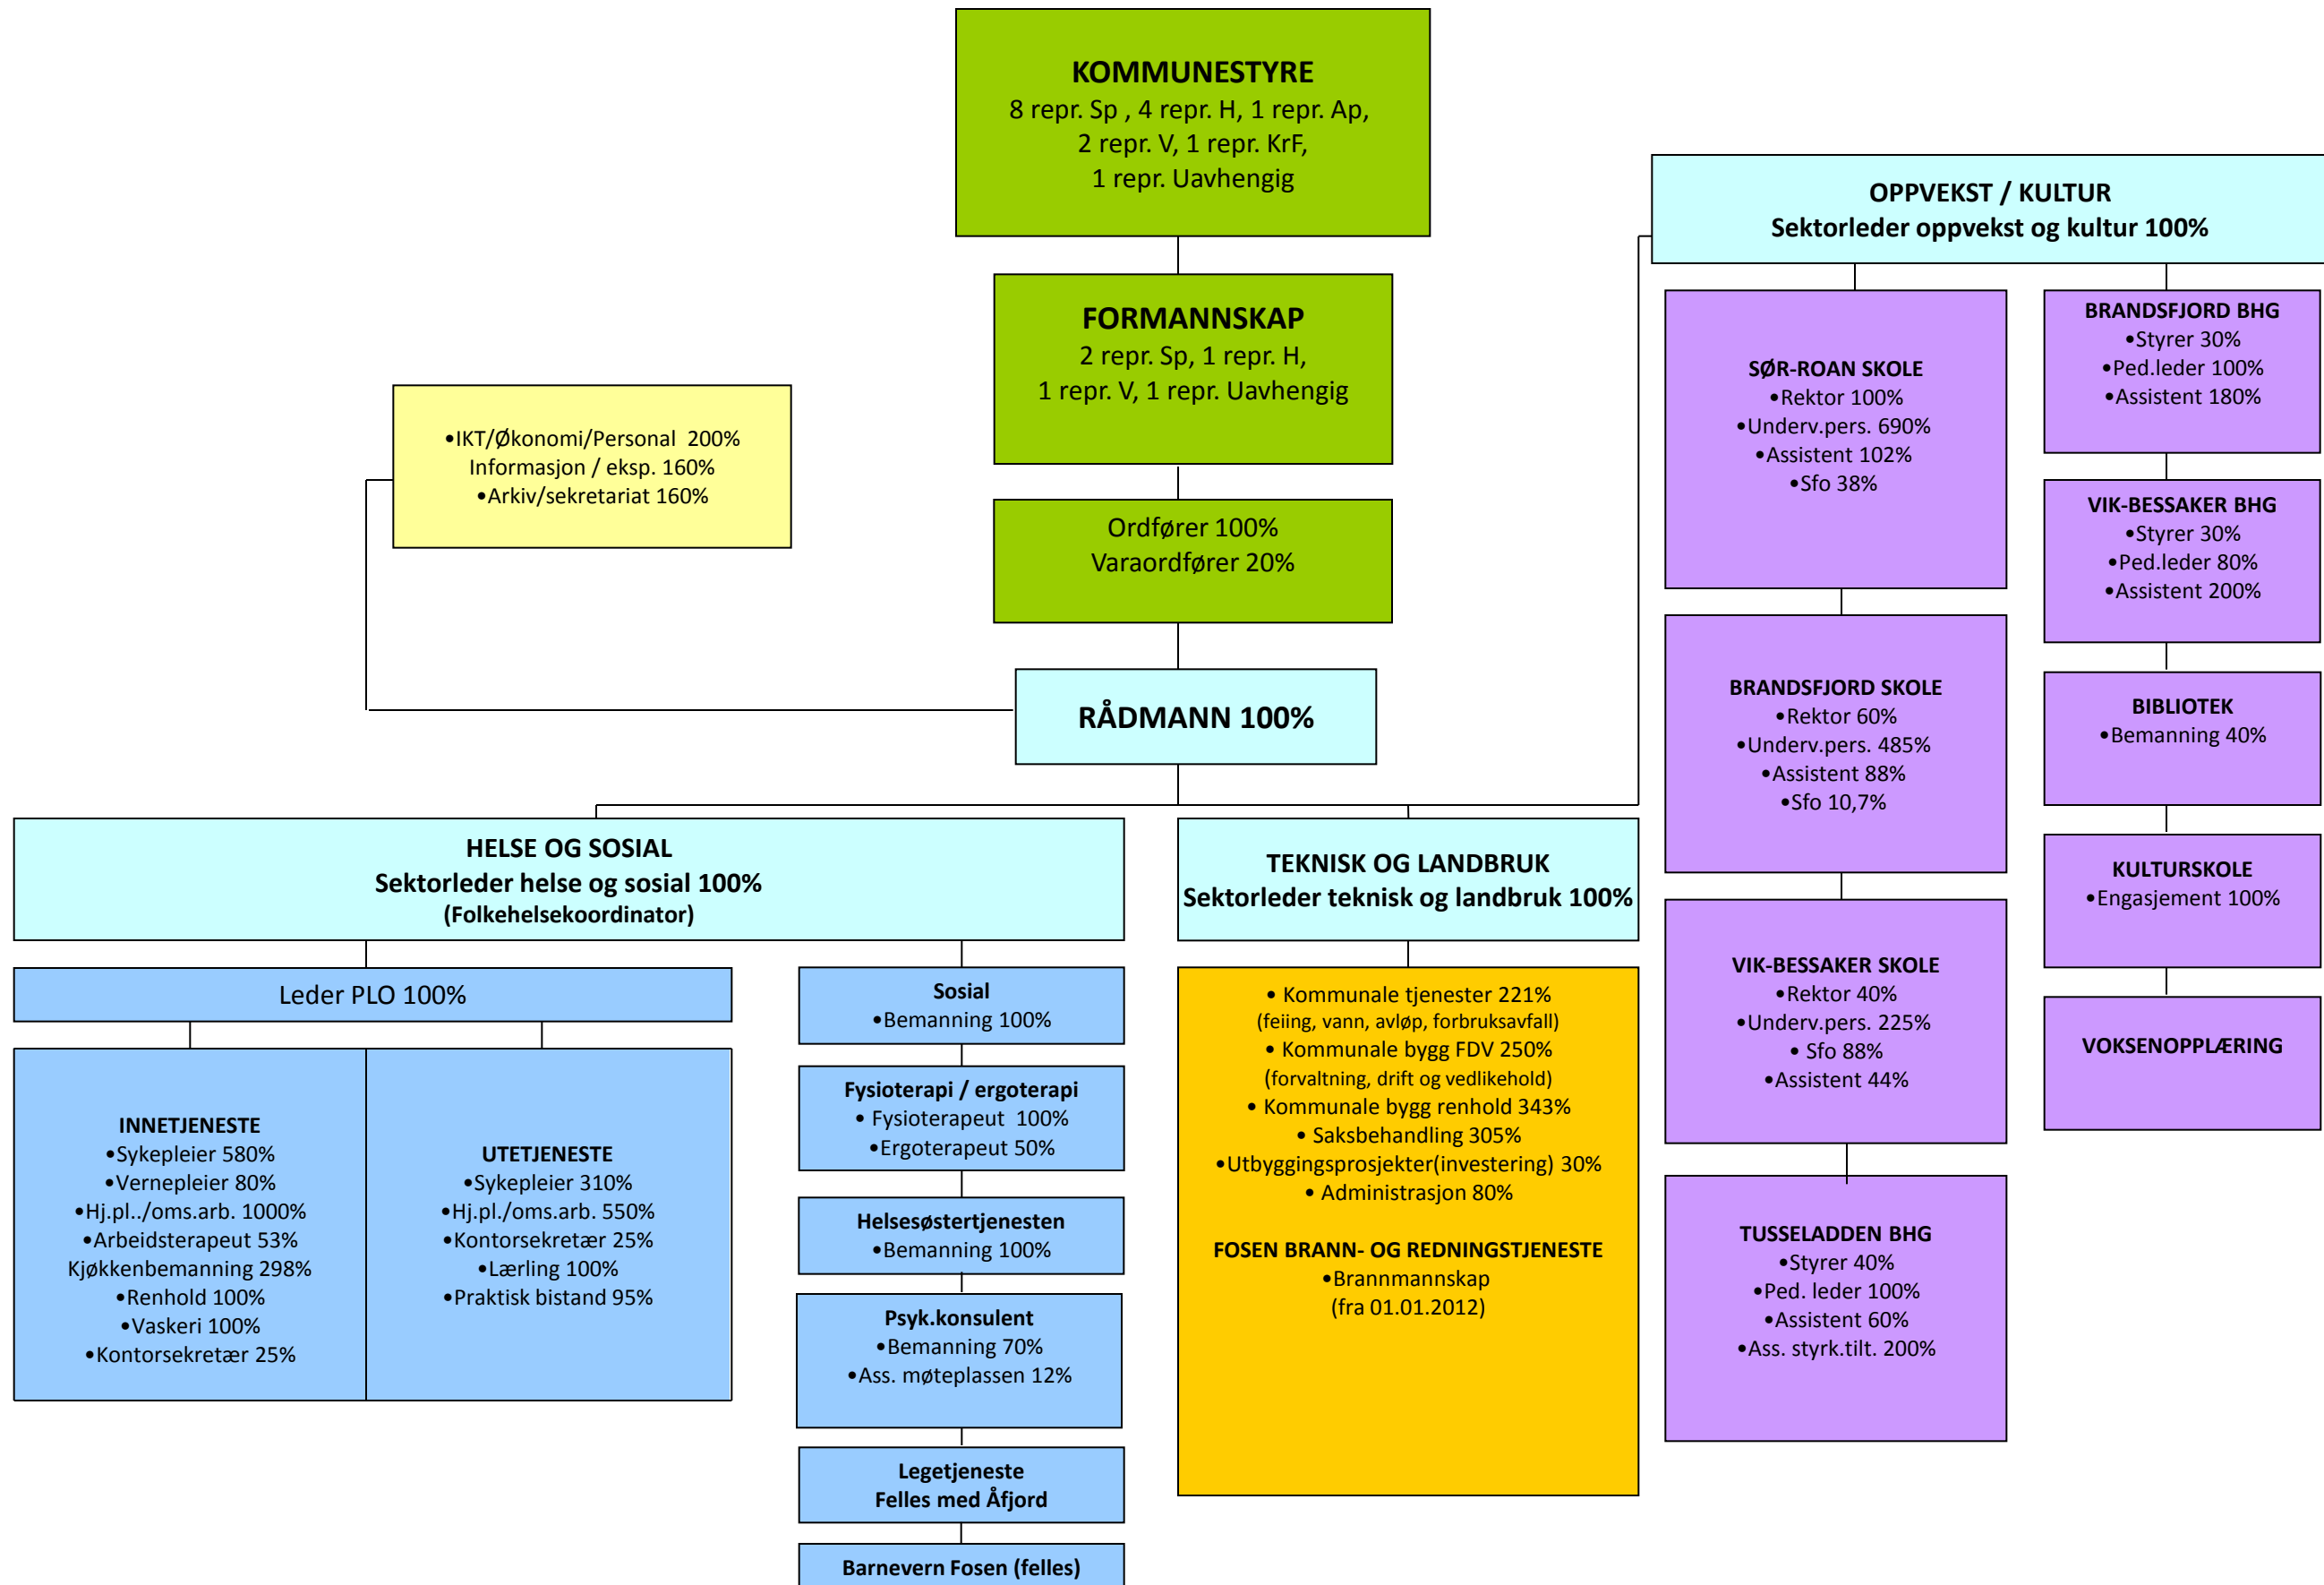 KOMMUNESTYRE
8 repr. Sp , 4 repr. H, 1 repr. Ap,
2 repr. V, 1 repr. KrF,
1 repr. Uavhengig
FORMANNSKAP
2 repr. Sp, 1 repr. H,
1 repr. V, 1 repr. Uavhengig
•IKT/Økonomi/Personal  200%
Informasjon / eksp. 160%
•Arkiv/sekretariat 160%
Ordfører 100%
Varaordfører 20%
RÅDMANN 100%
HELSE OG SOSIAL
Sektorleder helse og sosial 100%
(Folkehelsekoordinator)
Leder PLO 100%
INNETJENESTE
•Sykepleier 580%
•Vernepleier 80%
•Hj.pl../oms.arb. 1000%
•Arbeidsterapeut 53%
Kjøkkenbemanning 298%
•Renhold 100%
•Vaskeri 100%
•Kontorsekretær 25%
UTETJENESTE
•Sykepleier 310%
•Hj.pl./oms.arb. 550%
•Kontorsekretær 25%
•Lærling 100%
•Praktisk bistand 95%
Sosial
•Bemanning 100%
Fysioterapi / ergoterapi
• Fysioterapeut  100%
•Ergoterapeut 50%
Helsesøstertjenesten
•Bemanning 100%
Psyk.konsulent
•Bemanning 70%
•Ass. møteplassen 12%
Legetjeneste
Felles med Åfjord
Barnevern Fosen (felles)
TEKNISK OG LANDBRUK
Sektorleder teknisk og landbruk 100%
• Kommunale tjenester 221%
(feiing, vann, avløp, forbruksavfall)
• Kommunale bygg FDV 250%
(forvaltning, drift og vedlikehold)
• Kommunale bygg renhold 343%
• Saksbehandling 305%
•Utbyggingsprosjekter(investering) 30%
• Administrasjon 80%
FOSEN BRANN- OG REDNINGSTJENESTE
•Brannmannskap
(fra 01.01.2012)
OPPVEKST / KULTUR
Sektorleder oppvekst og kultur 100%
SØR-ROAN SKOLE
•Rektor 100%
•Underv.pers. 690%
•Assistent 102%
•Sfo 38%
BRANDSFJORD SKOLE
•Rektor 60%
•Underv.pers. 485%
•Assistent 88%
•Sfo 10,7%
VIK-BESSAKER SKOLE
•Rektor 40%
•Underv.pers. 225%
• Sfo 88%
•Assistent 44%
TUSSELADDEN BHG
•Styrer 40%
•Ped. leder 100%
•Assistent 60%
•Ass. styrk.tilt. 200%
BRANDSFJORD BHG
•Styrer 30%
•Ped.leder 100%
•Assistent 180%
VIK-BESSAKER BHG
•Styrer 30%
•Ped.leder 80%
•Assistent 200%
BIBLIOTEK
•Bemanning 40%
KULTURSKOLE
•Engasjement 100%
VOKSENOPPLÆRING